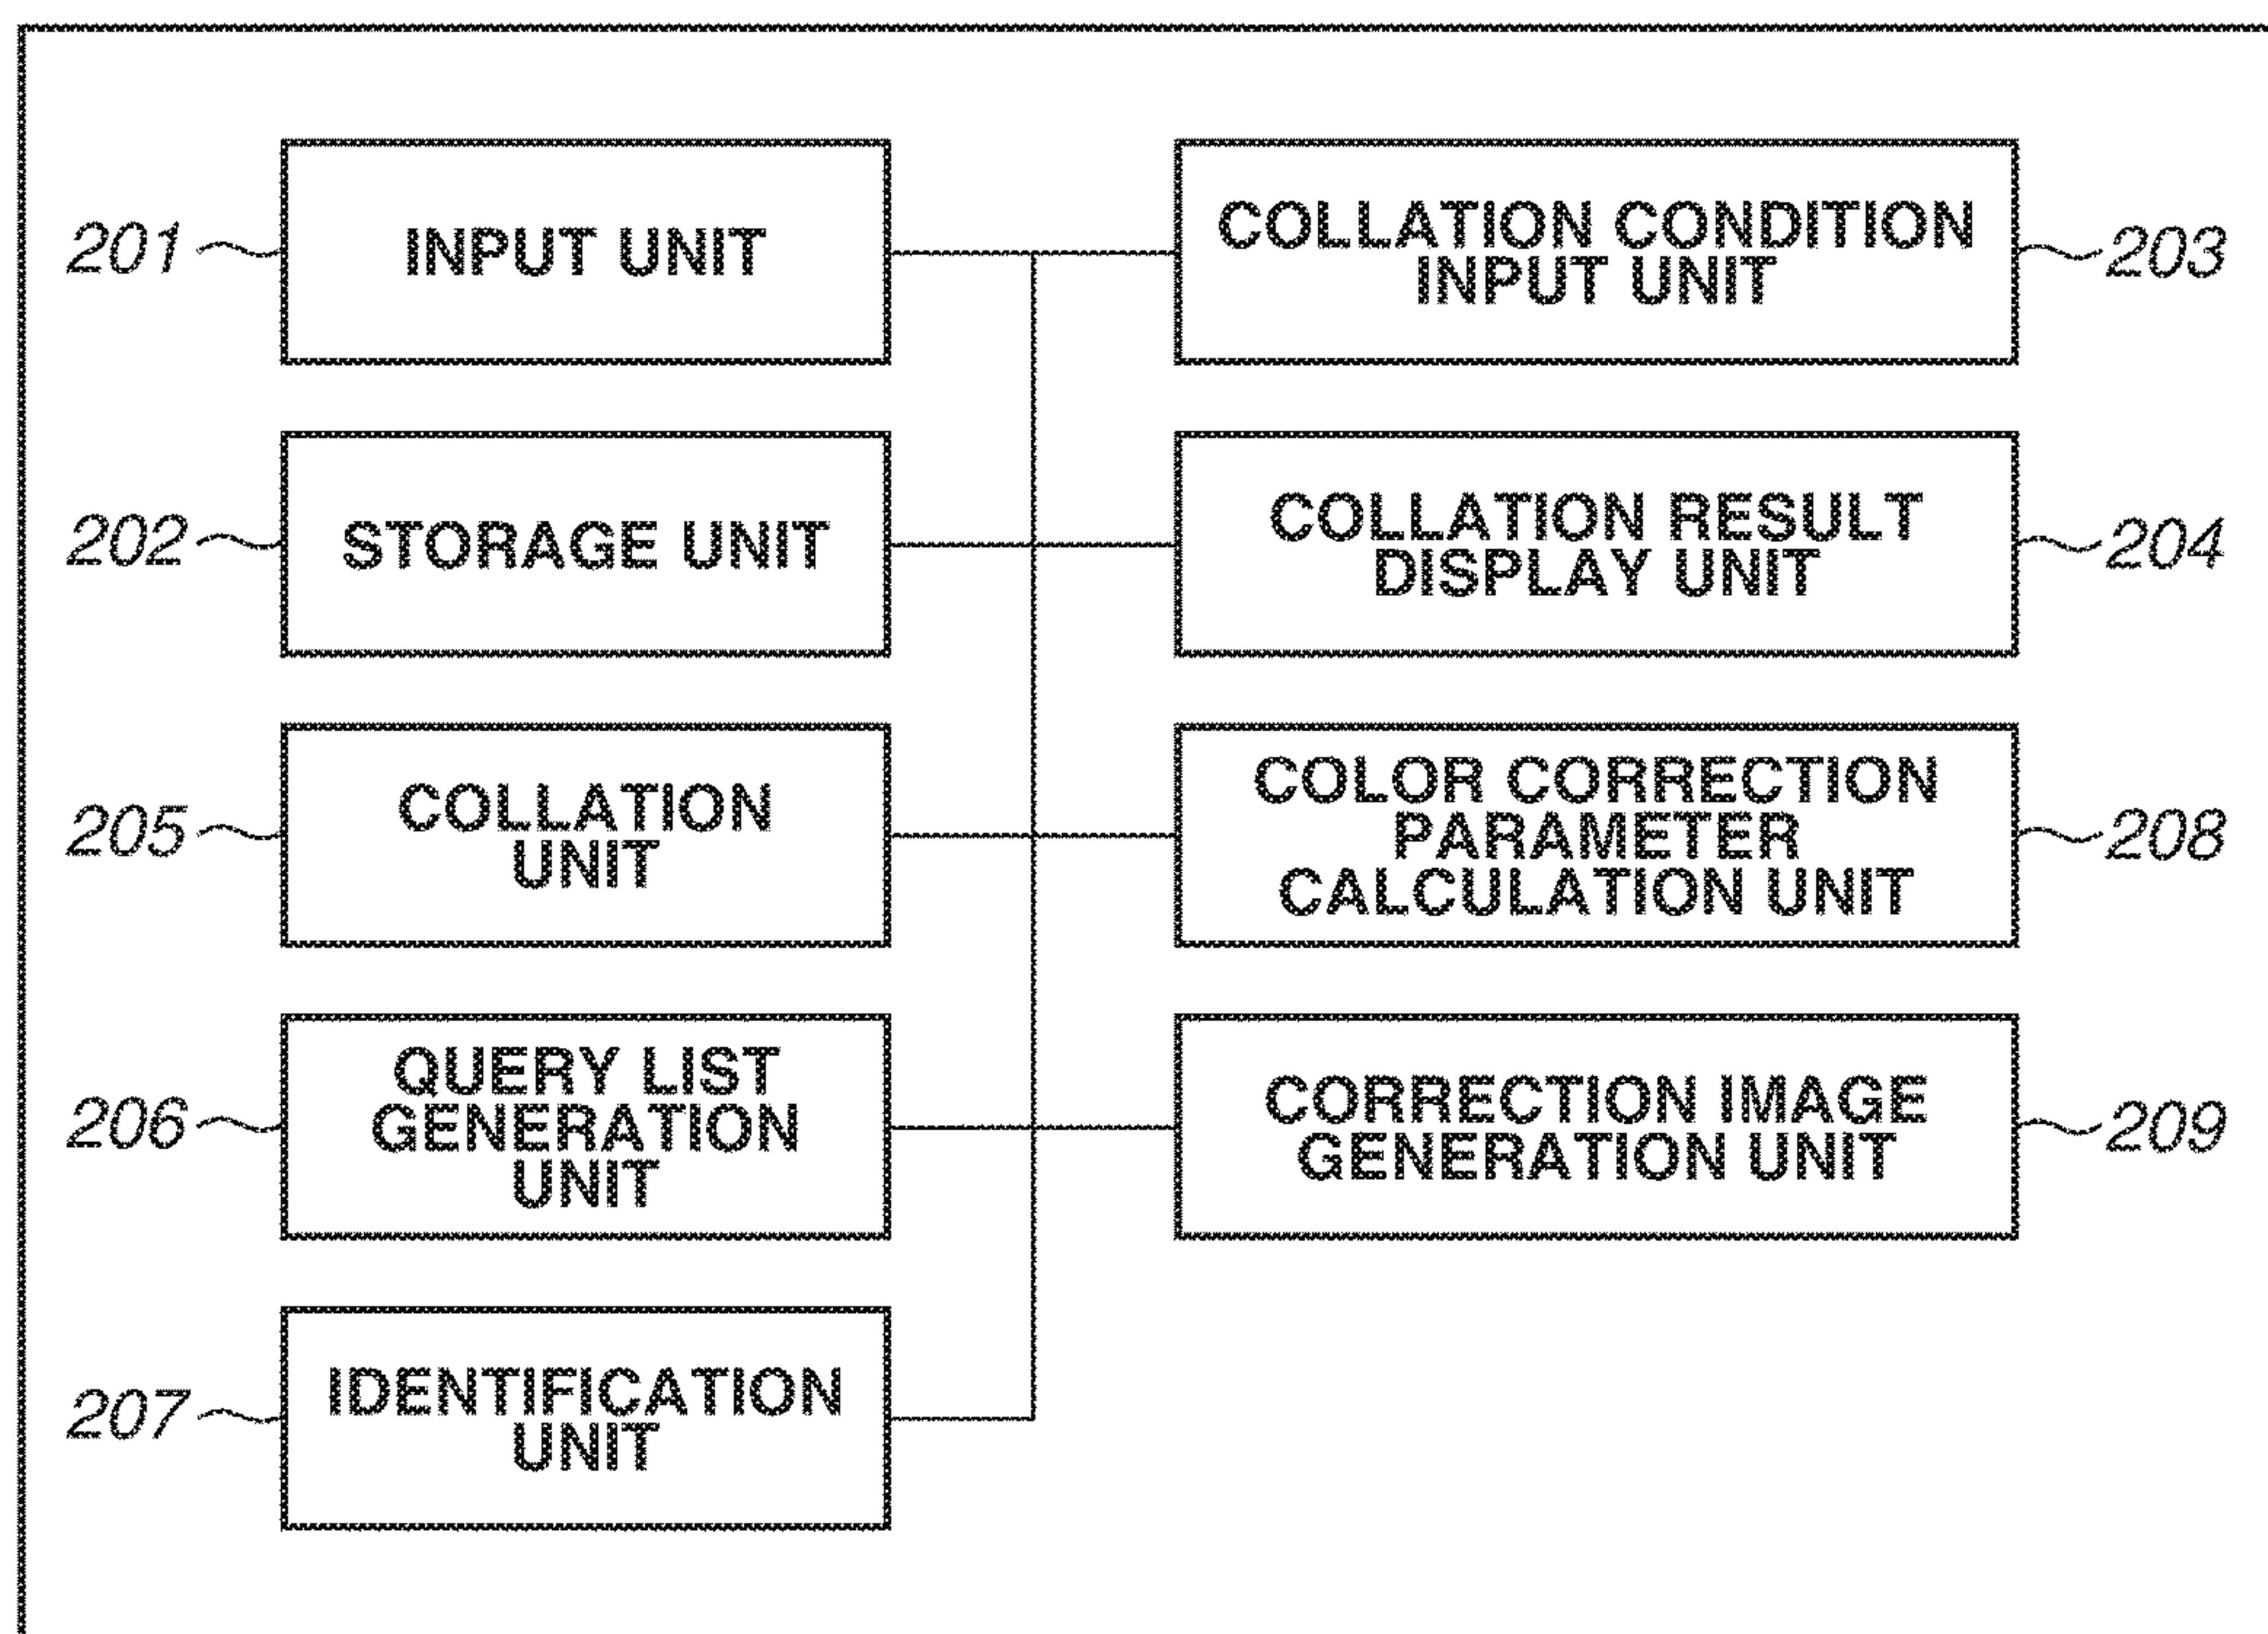 201
INPUT UNIT
COLLATION CONDITION
INPUT UNIT
203
202
STORAGE UNIT
COLLATION RESULT
DISPLAY UNIT
204
205
COLLATION
UNIT
COLOR CORRECTION
PARAMETER
CALCULATION UNIT
208
206
QUERY LIST
GENERATION
UNIT
CORRECTION IMAGE
GENERATION UNIT
209
207
IDENTIFICATION
UNIT